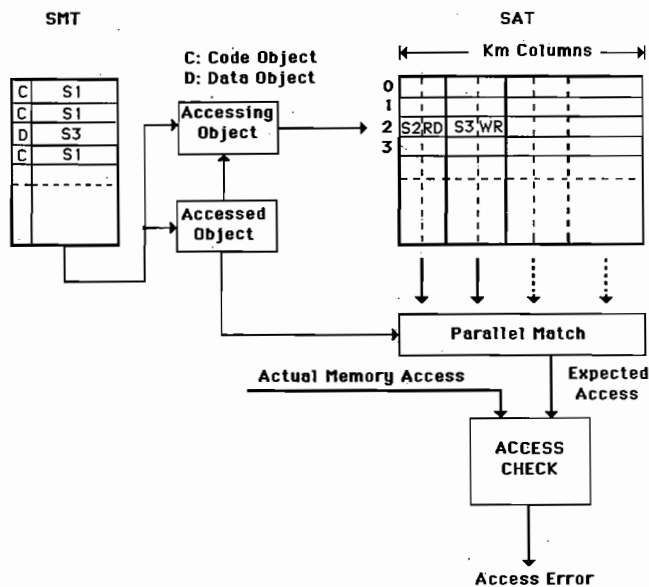 SMT
SAT
C: Code Object
D: Data Object
Km Columns
C S1
C S1
D S3
C S1
Accessing
Object
Accessed
Object
0
1
2 S2 RD S3 WR
3
Parallel Match
Actual Memory Access
Expected
Access
ACCESS
CHECK
Access Error